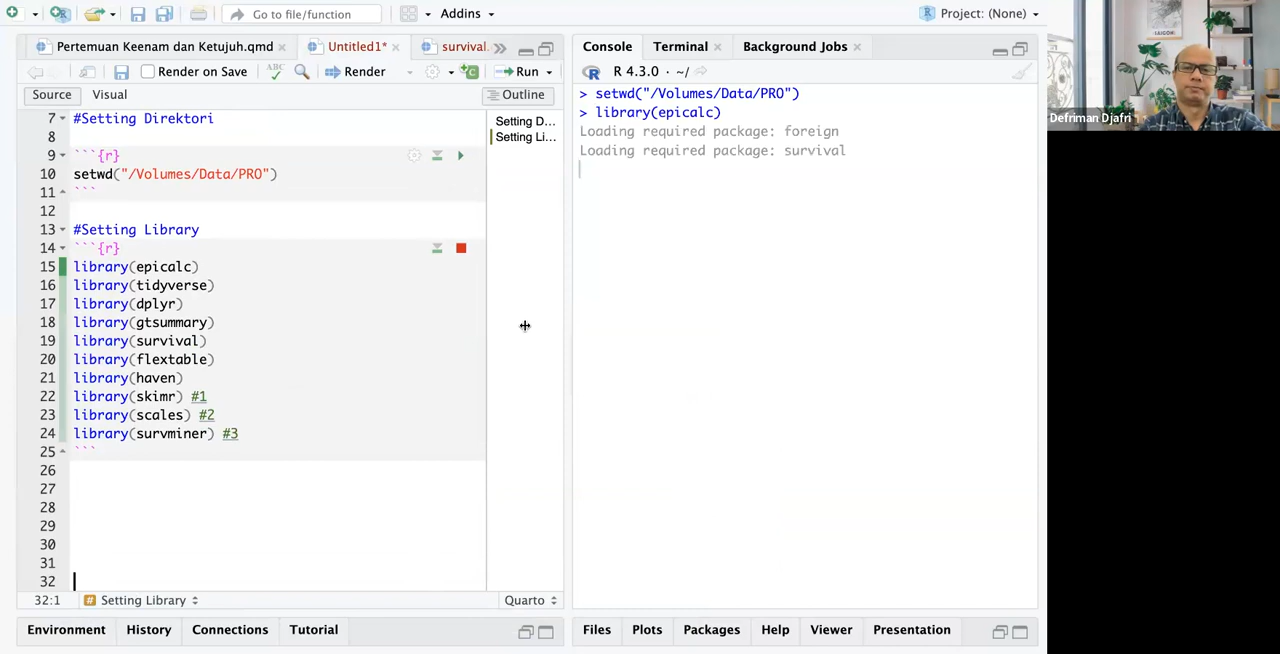 Go to file/function
Addins
Project: (None)
Pertemuan Keenam dan Ketujuh.qmd
Untitled1*
survival.
Render on Save
ABC
Render
Run
Source
Visual
Outline
7
#Setting Direktori
8
9
```{r}
10
setwd("/Volumes/Data/PRO")
11
```
12
13
#Setting Library
14
```{r}
15
library(epicalc)
16
library(tidyverse)
17
library(dplyr)
18
library(gtsummary)
19
library(survival)
20
library(flextable)
21
library(haven)
22
library(skimr) #1
23
library(scales) #2
24
library(survminer) #3
25
```
26
27
28
29
30
31
32
Setting D...
Setting Li...
32:1
# Setting Library
Quarto
Environment
History
Connections
Tutorial
Console
Terminal
Background Jobs
R 4.3.0 · ~/
> setwd("/Volumes/Data/PRO")
> library(epicalc)
Loading required package: foreign
Loading required package: survival
Files
Plots
Packages
Help
Viewer
Presentation
Defriman Djafri